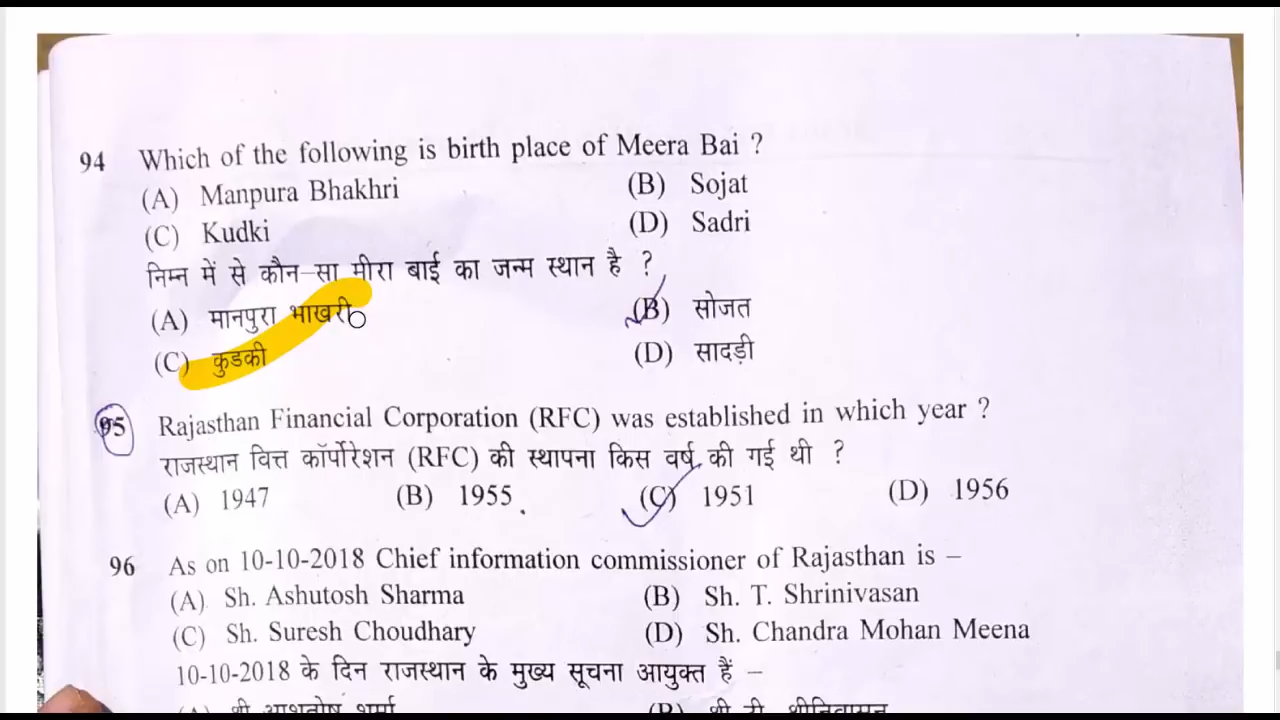 94 Which of the following is birth place of Meera Bai ?
(A) Manpura Bhakhri (B) Sojat
(C) Kudki (D) Sadri
निम्न में से कौन-सा मीरा बाई का जन्म स्थान है ?
(A) मानपुरा भाखरी (B) सोजत
(C) कुडकी (D) सादड़ी
95 Rajasthan Financial Corporation (RFC) was established in which year ?
राजस्थान वित्त कॉर्पोरेशन (RFC) की स्थापना किस वर्ष की गई थी ?
(A) 1947 (B) 1955 (C) 1951 (D) 1956
96 As on 10-10-2018 Chief information commissioner of Rajasthan is –
(A) Sh. Ashutosh Sharma (B) Sh. T. Shrinivasan
(C) Sh. Suresh Choudhary (D) Sh. Chandra Mohan Meena
10-10-2018 के दिन राजस्थान के मुख्य सूचना आयुक्त हैं –
(A) श्री आशुतोष शर्मा (B) श्री टी. श्रीनिवासन